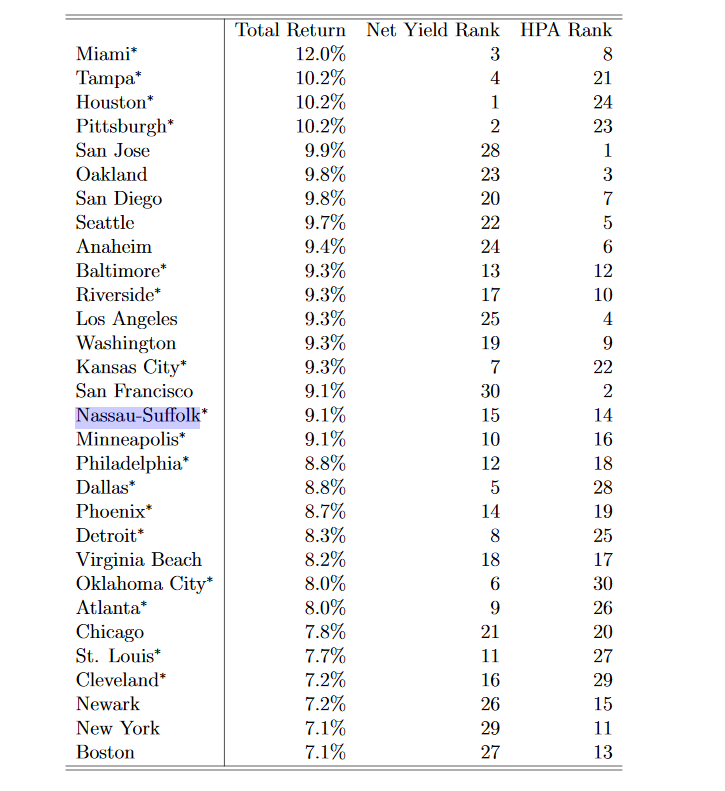 Total Return Net Yield Rank HPA Rank
Miami* 12.0% 3 8
Tampa* 10.2% 4 21
Houston* 10.2% 1 24
Pittsburgh* 10.2% 2 23
San Jose 9.9% 28 1
Oakland 9.8% 23 3
San Diego 9.8% 20 7
Seattle 9.7% 22 5
Anaheim 9.4% 24 6
Baltimore* 9.3% 13 12
Riverside* 9.3% 17 10
Los Angeles 9.3% 25 4
Washington 9.3% 19 9
Kansas City* 9.3% 7 22
San Francisco 9.1% 30 2
Nassau-Suffolk* 9.1% 15 14
Minneapolis* 9.1% 10 16
Philadelphia* 8.8% 12 18
Dallas* 8.8% 5 28
Phoenix* 8.7% 14 19
Detroit* 8.3% 8 25
Virginia Beach 8.2% 18 17
Oklahoma City* 8.0% 6 30
Atlanta* 8.0% 9 26
Chicago 7.8% 21 20
St. Louis* 7.7% 11 27
Cleveland* 7.2% 16 29
Newark 7.2% 26 15
New York 7.1% 29 11
Boston 7.1% 27 13